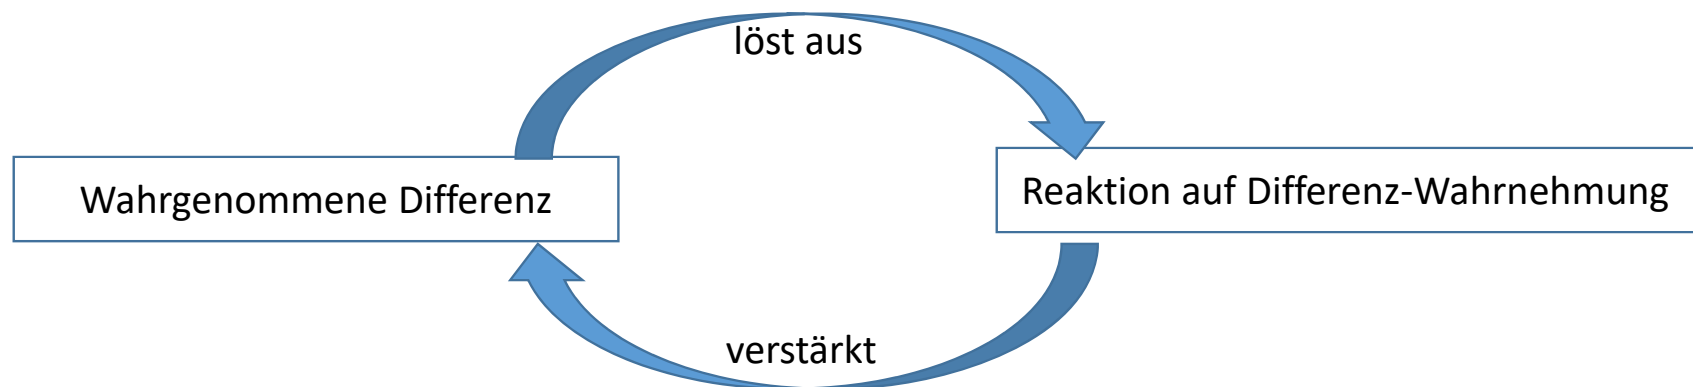 löst aus
Wahrgenommene Differenz
Reaktion auf Differenz-Wahrnehmung
verstärkt